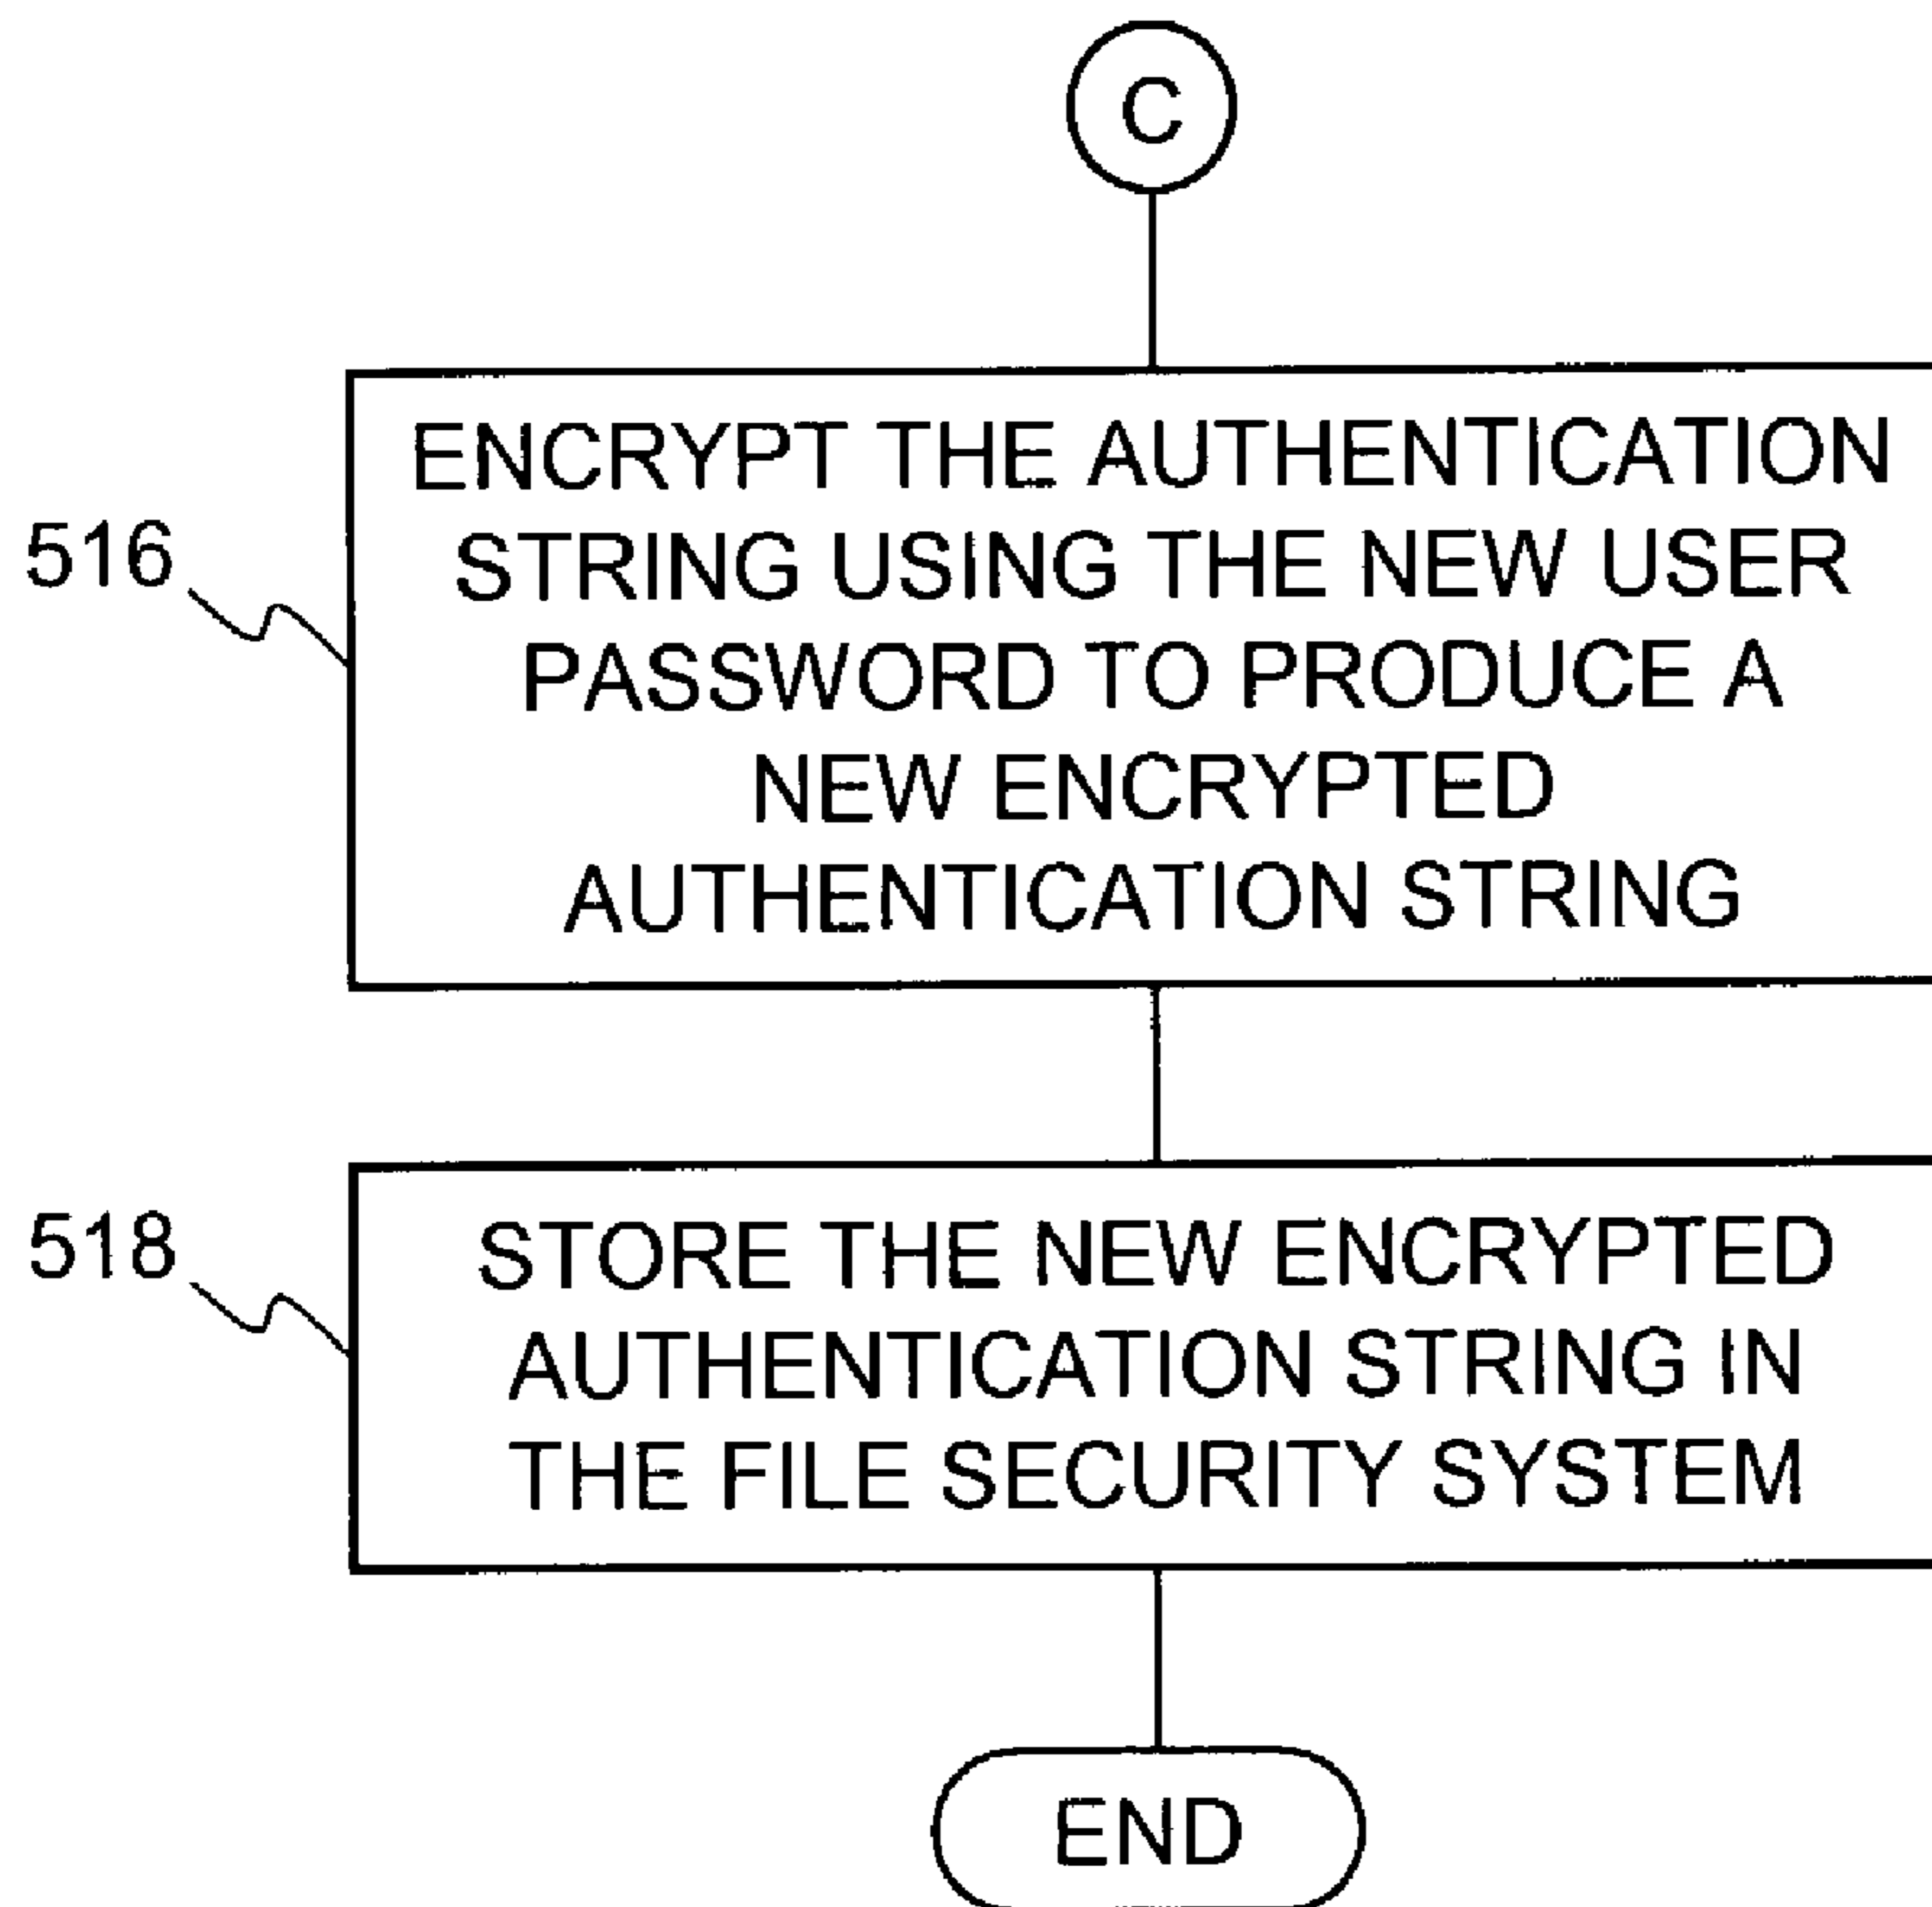 C
ENCRYPT THE AUTHENTICATION
STRING USING THE NEW USER
PASSWORD TO PRODUCE A
NEW ENCRYPTED
AUTHENTICATION STRING
516
STORE THE NEW ENCRYPTED
AUTHENTICATION STRING IN
THE FILE SECURITY SYSTEM
518
END